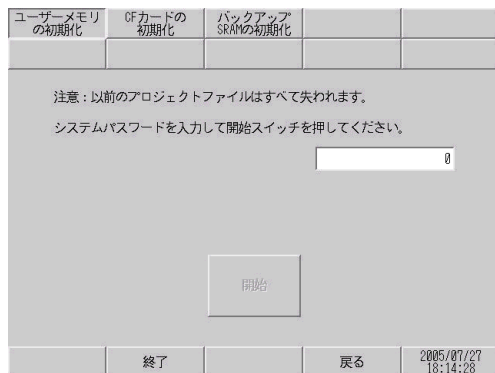 ユーザーメモリ
の初期化
CFカードの
初期化
バックアップ
SRAMの初期化
注意：以前のプロジェクトファイルはすべて失われます。
システムパスワードを入力して開始スイッチを押してください。
0
開始
終了
戻る
2005/07/27
18:14:28